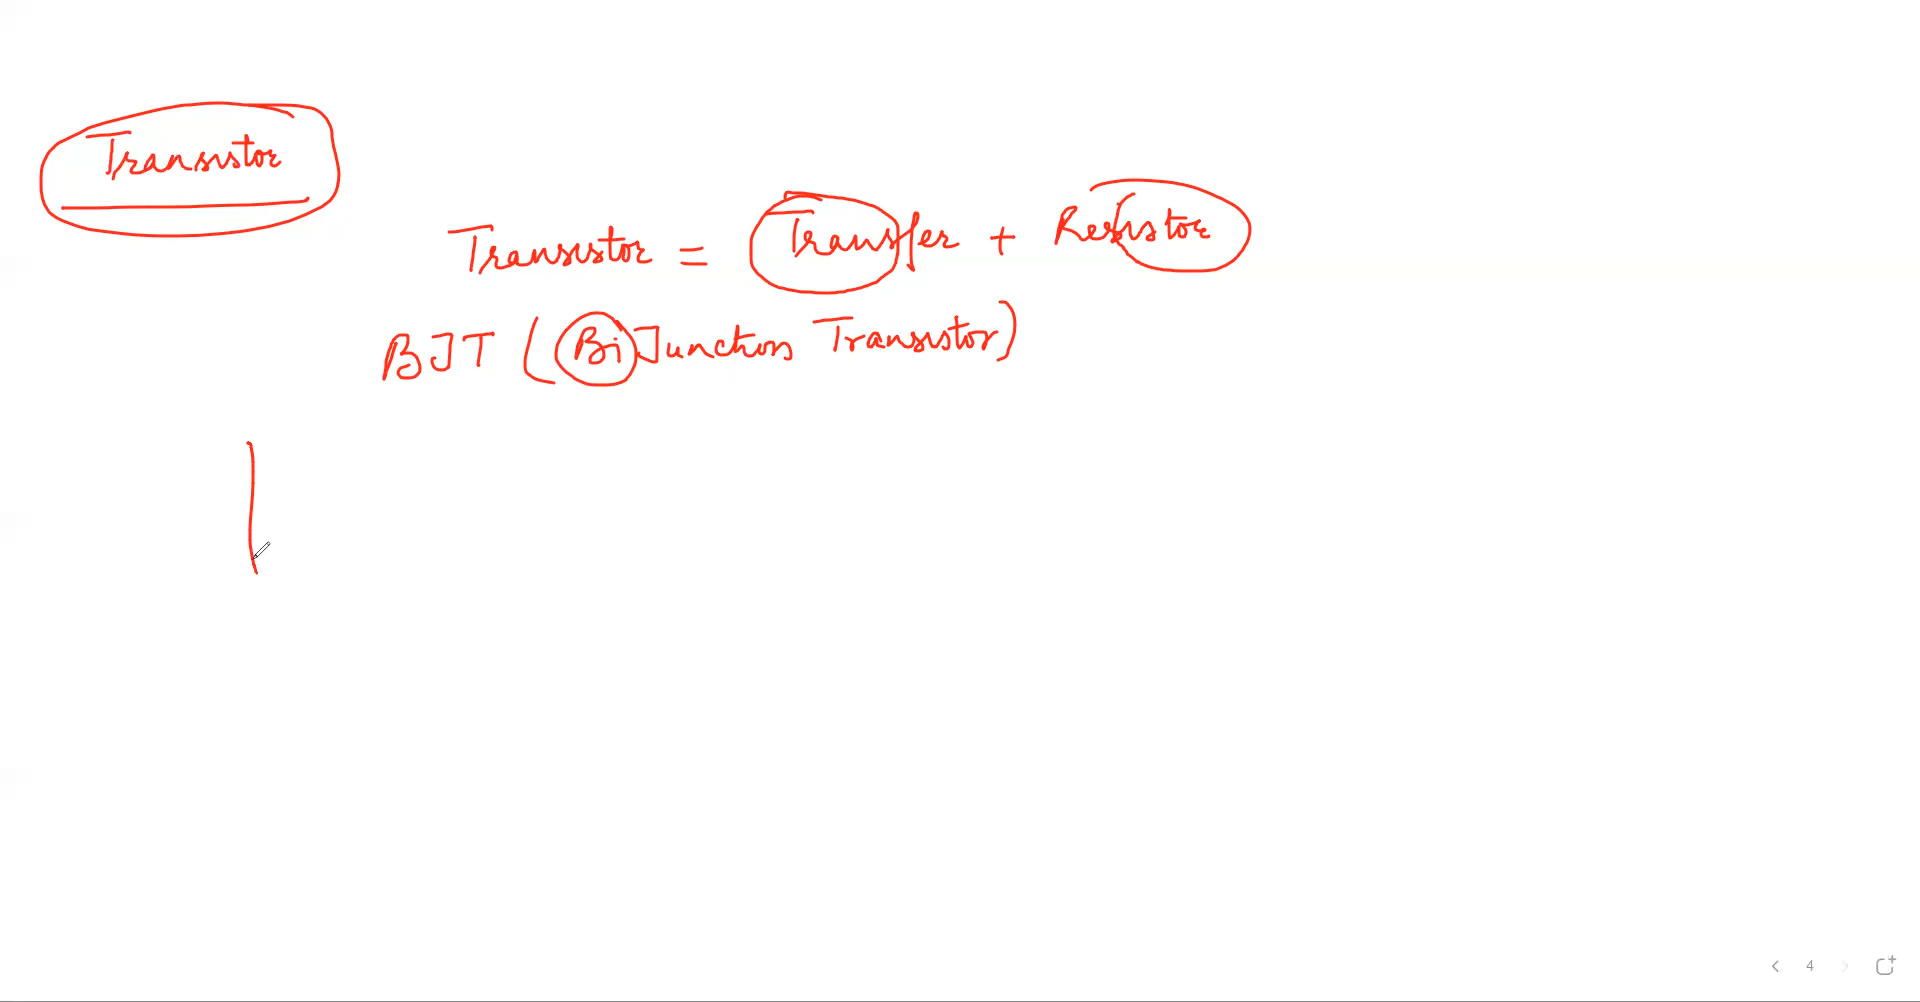 Transistor
Transistor = Transfer + Resistor
BJT (Bi Junction Transistor)
4